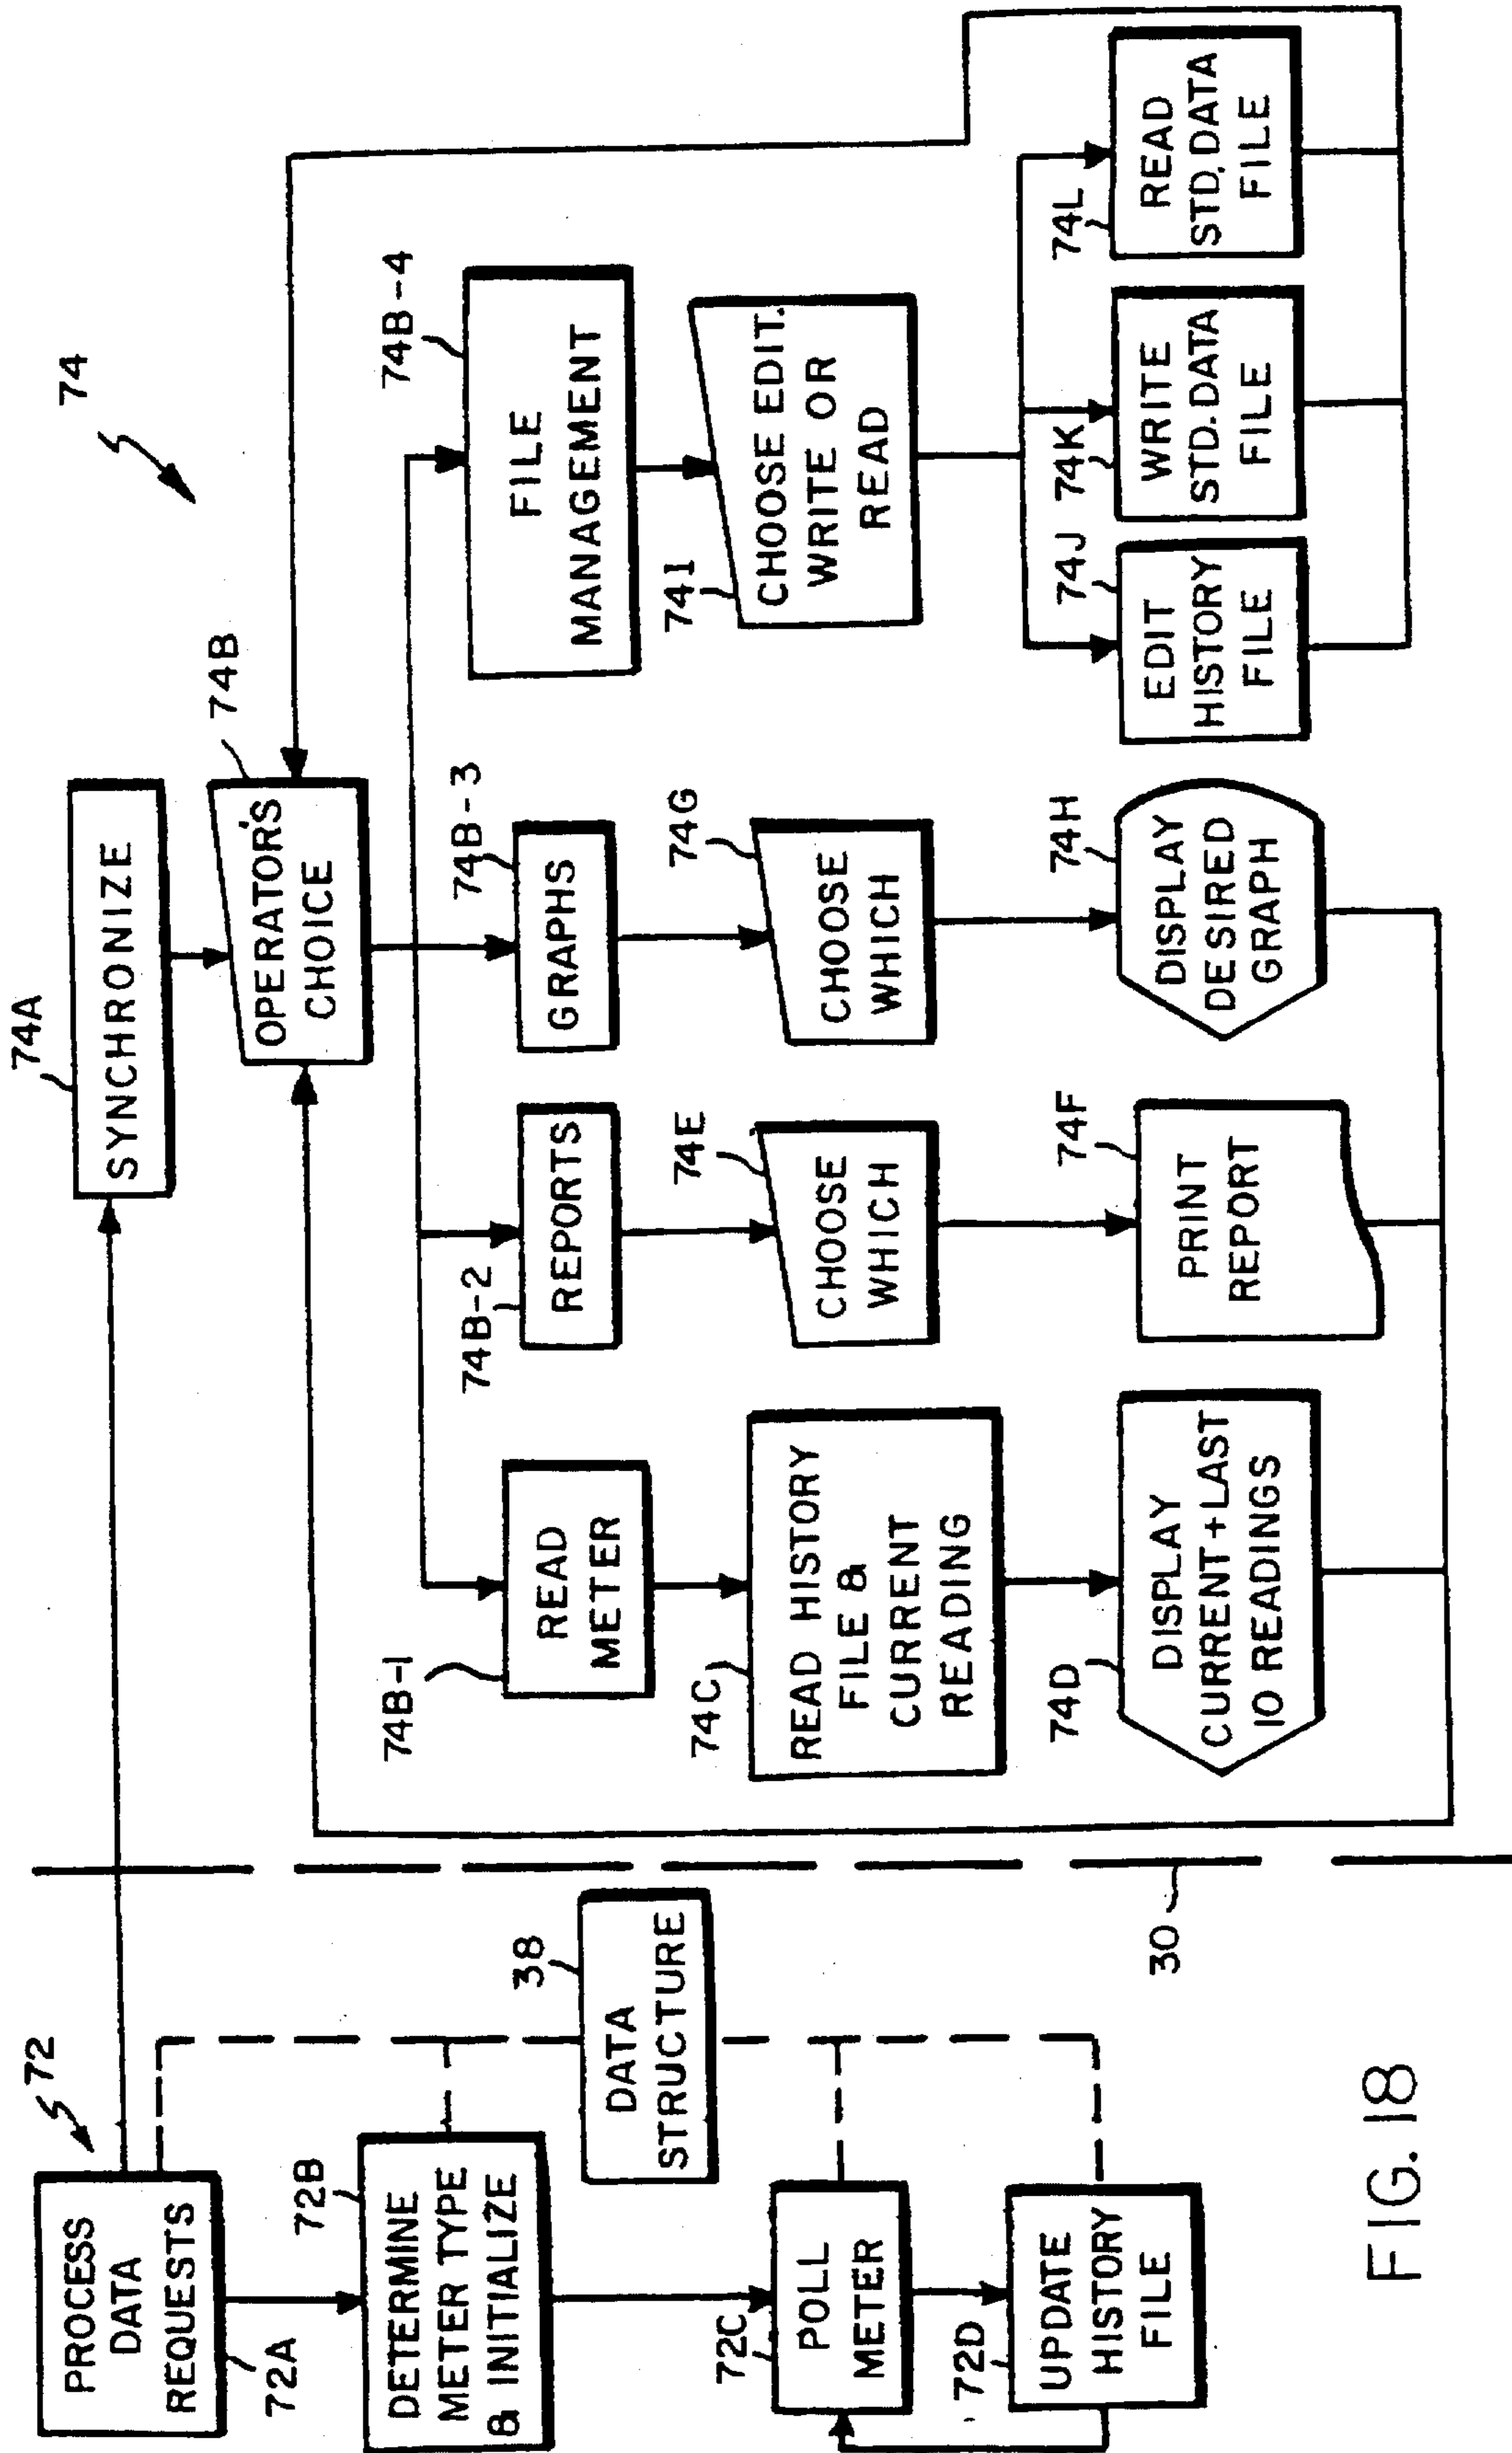 72
PROCESS
DATA
REQUESTS
72A
72B
DETERMINE
METER TYPE
& INITIALIZE
38
DATA
STRUCTURE
72C
POLL
METER
72D
UPDATE
HISTORY
FILE
30
74
74A
SYNCHRONIZE
74B
OPERATOR'S
CHOICE
74B-1
READ
METER
74B-2
REPORTS
74B-3
GRAPHS
74B-4
FILE
MANAGEMENT
74C
READ HISTORY
FILE &
CURRENT
READING
74E
CHOOSE
WHICH
74G
CHOOSE
WHICH
74I
CHOOSE EDIT.
WRITE OR
READ
74D
DISPLAY
CURRENT+LAST
10 READINGS
74F
PRINT
REPORT
74H
DISPLAY
DESIRED
GRAPH
74J
EDIT
HISTORY
FILE
74K
WRITE
STD. DATA
FILE
74L
READ
STD. DATA
FILE
FIG. 18